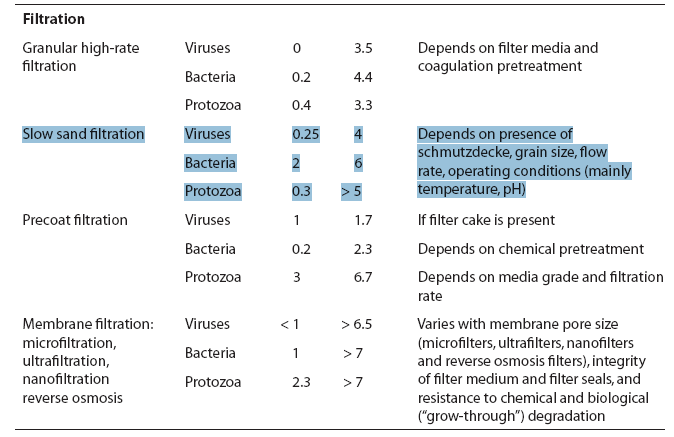 Filtration
Granular high-rate filtration Viruses 0 3.5 Depends on filter media and coagulation pretreatment
Bacteria 0.2 4.4
Protozoa 0.4 3.3
Slow sand filtration Viruses 0.25 4 Depends on presence of
Bacteria 2 6 schmutzdecke, grain size, flow rate, operating conditions (mainly
Protozoa 0.3 > 5 temperature, pH)
Precoat filtration Viruses 1 1.7 If filter cake is present
Bacteria 0.2 2.3 Depends on chemical pretreatment
Protozoa 3 6.7 Depends on media grade and filtration rate
Membrane filtration: Viruses < 1 > 6.5 Varies with membrane pore size
microfiltration, (microfilters, ultrafilters, nanofilters
ultrafiltration, Bacteria 1 > 7 and reverse osmosis filters), integrity
nanofiltration Protozoa 2.3 > 7 of filter medium and filter seals, and
reverse osmosis resistance to chemical and biological
(“grow-through”) degradation